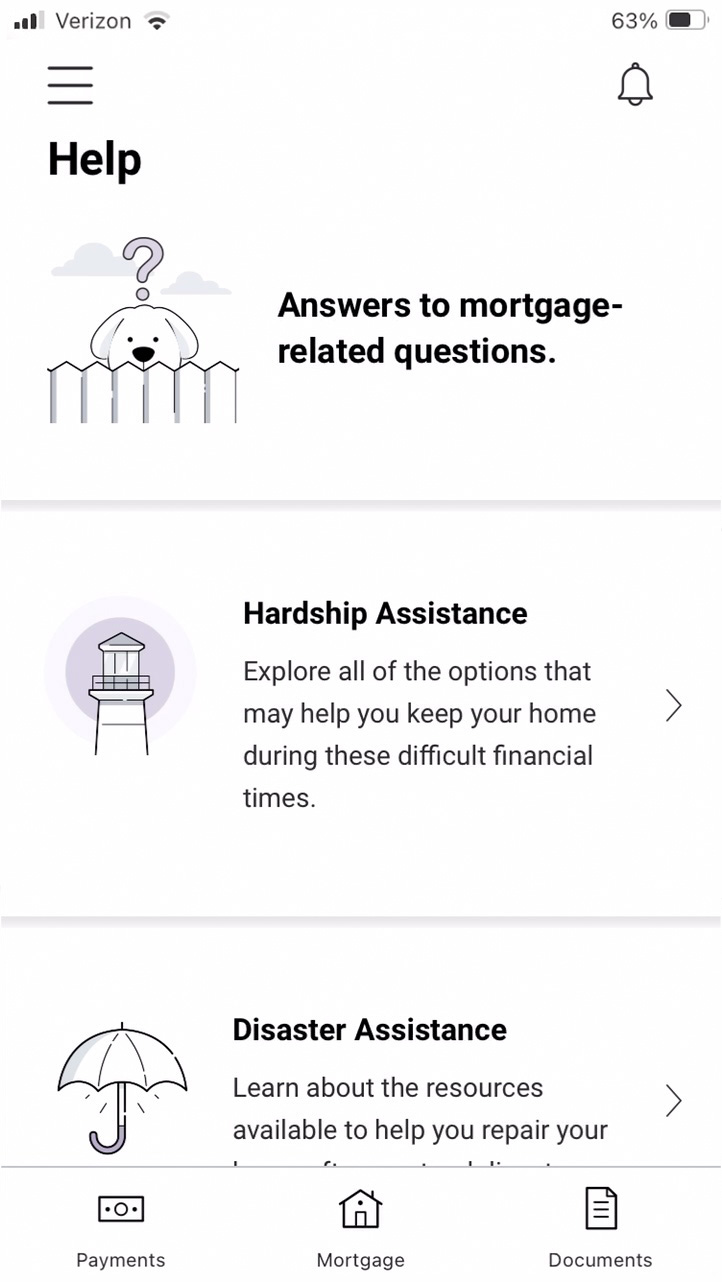 Verizon 63%
Help
?
Answers to mortgage-
related questions.
Hardship Assistance
Explore all of the options that
may help you keep your home
during these difficult financial
times.
Disaster Assistance
Learn about the resources
available to help you repair your
Payments Mortgage Documents